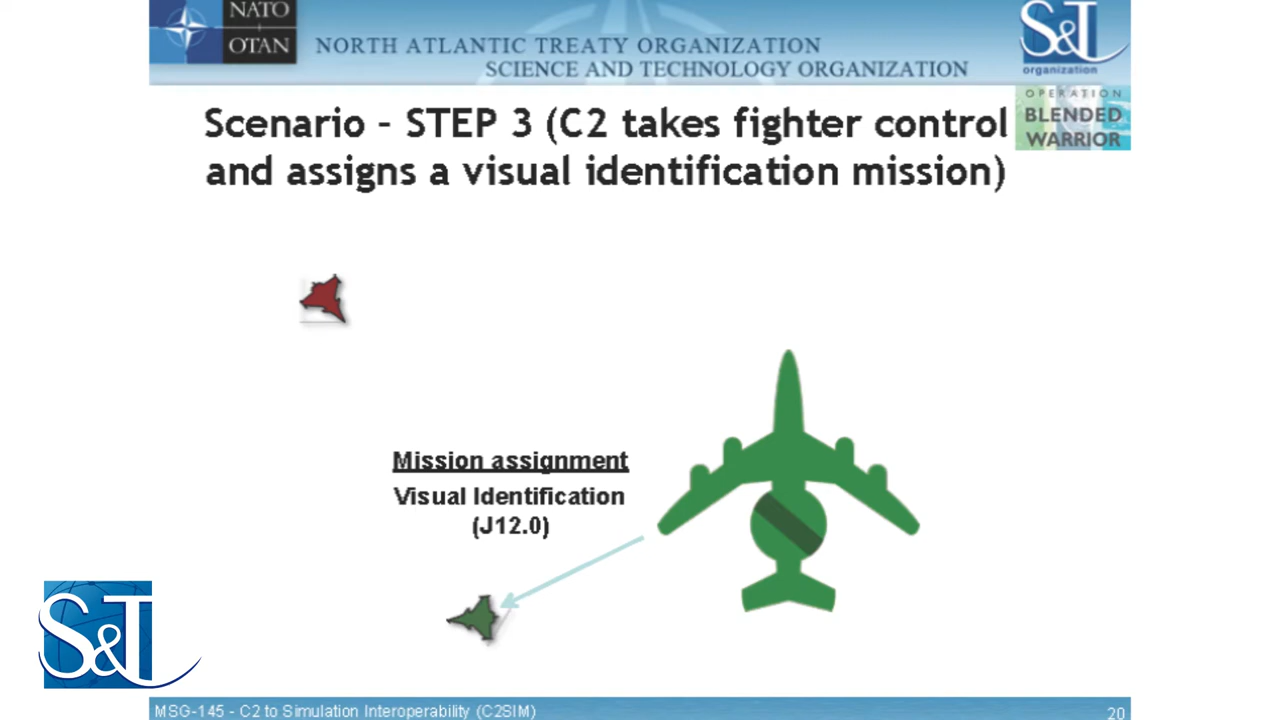 NATO
OTAN
NORTH ATLANTIC TREATY ORGANIZATION
SCIENCE AND TECHNOLOGY ORGANIZATION
S&T
organization
OPERATION
BLENDED
WARRIOR
Scenario - STEP 3 (C2 takes fighter control
and assigns a visual identification mission)
Mission assignment
Visual Identification
(J12.0)
S&T
MSG-145 - C2 to Simulation Interoperability (C2SIM)
20